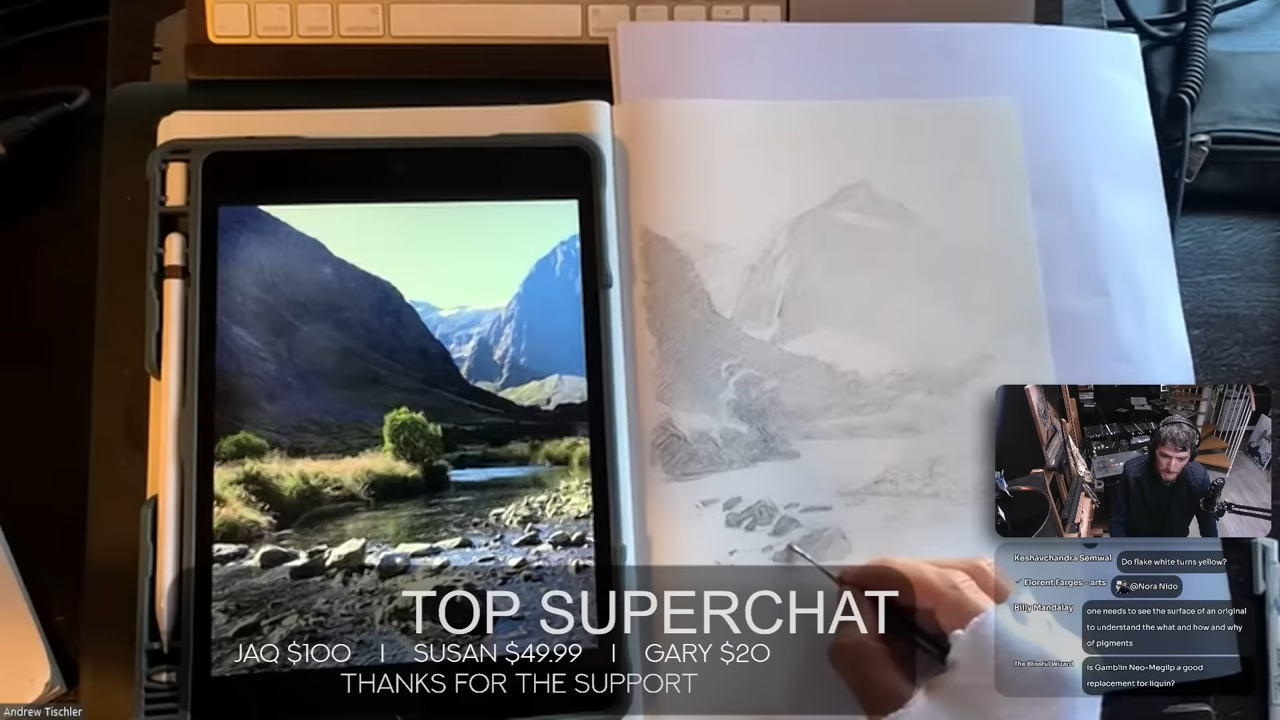 Keshavchandra Semwal Do flake white turns yellow?
✓ Florent Farges - arts @Nora Nido
Billy Mandalay one needs to see the surface of an original
to understand the what and how and why
of pigments
The Blissful Wizard Is Gamblin Neo-Megilp a good
replacement for liquin?
TOP SUPERCHAT
JAQ $100 | SUSAN $49.99 | GARY $20
THANKS FOR THE SUPPORT
Andrew Tischler